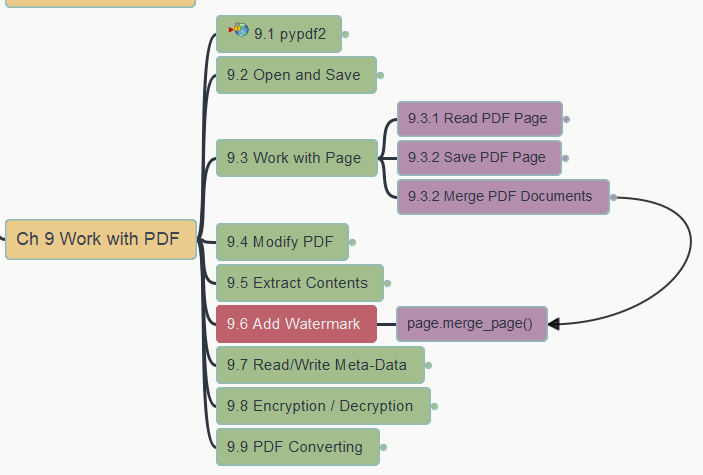 9.1 pypdf2
9.2 Open and Save
9.3 Work with Page
9.3.1 Read PDF Page
9.3.2 Save PDF Page
9.3.2 Merge PDF Documents
Ch 9 Work with PDF
9.4 Modify PDF
9.5 Extract Contents
9.6 Add Watermark
page.merge_page()
9.7 Read/Write Meta-Data
9.8 Encryption / Decryption
9.9 PDF Converting